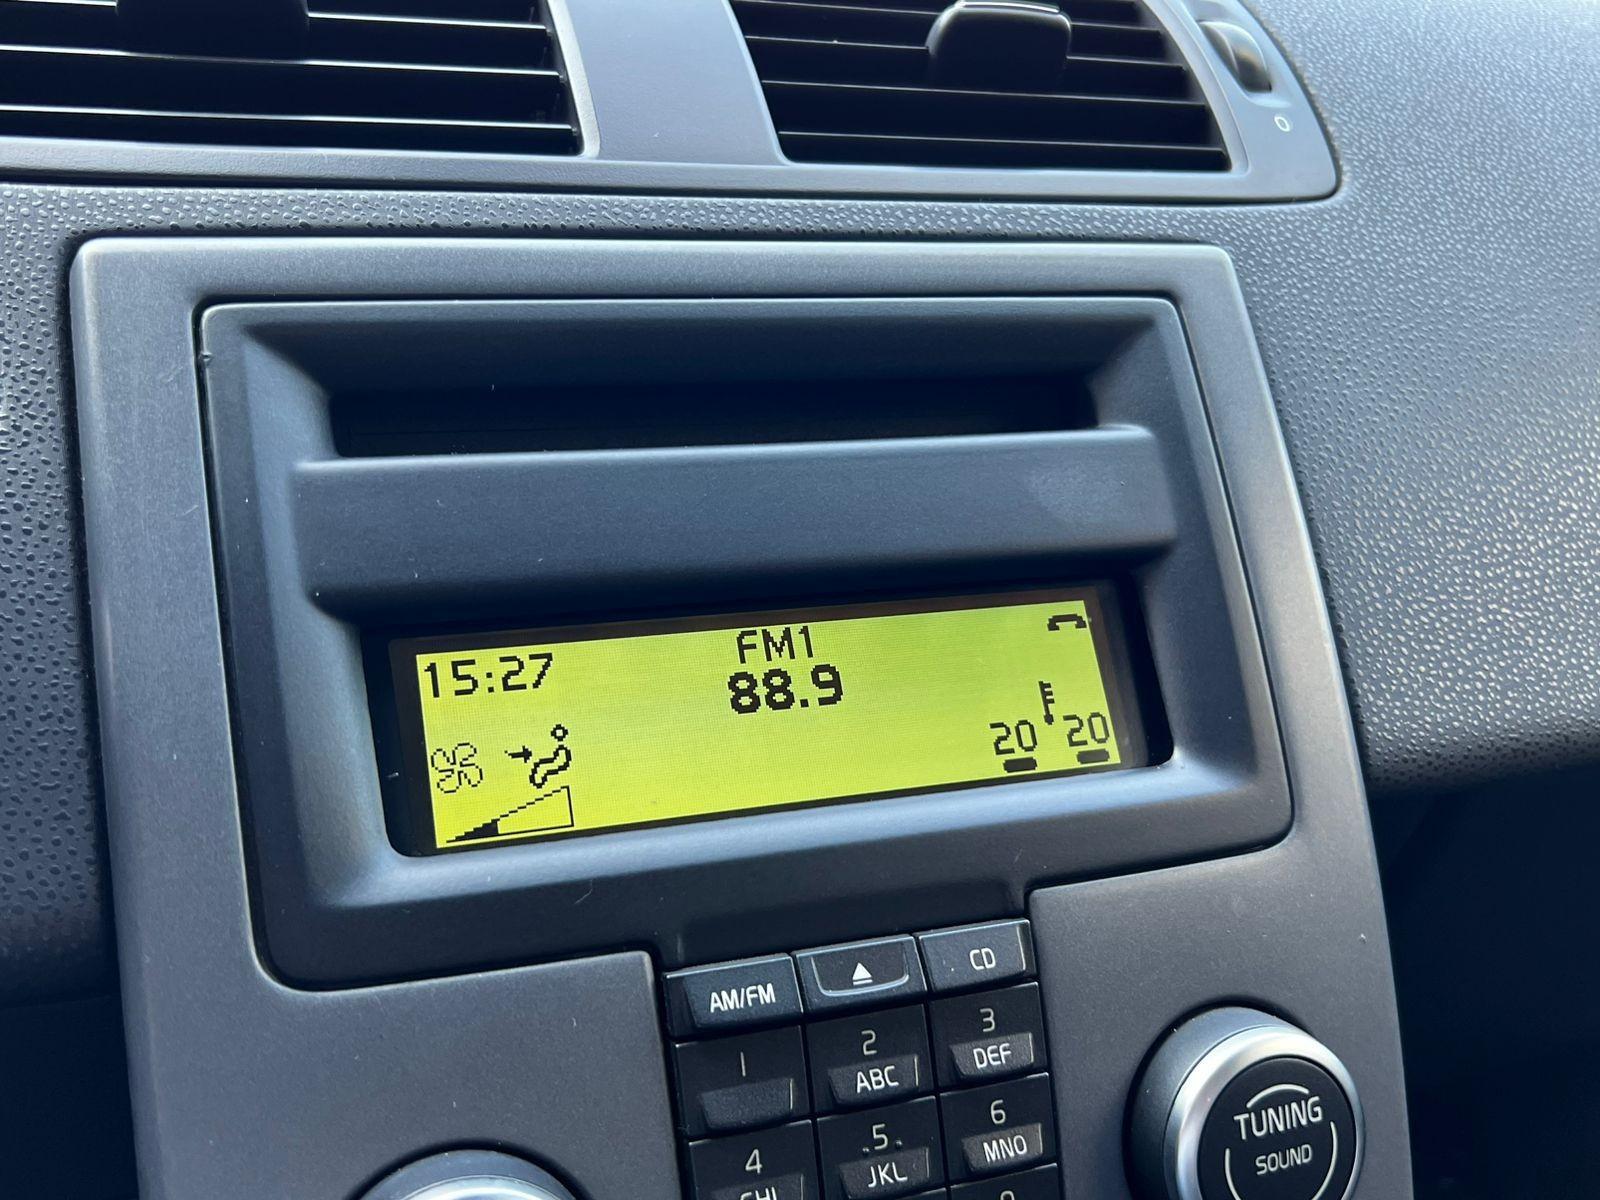 FM1
15:27
88.9
20 20
AM/FM
CD
1
2
ABC
3
DEF
4
GHI
5
JKL
6
MNO
TUNING
SOUND